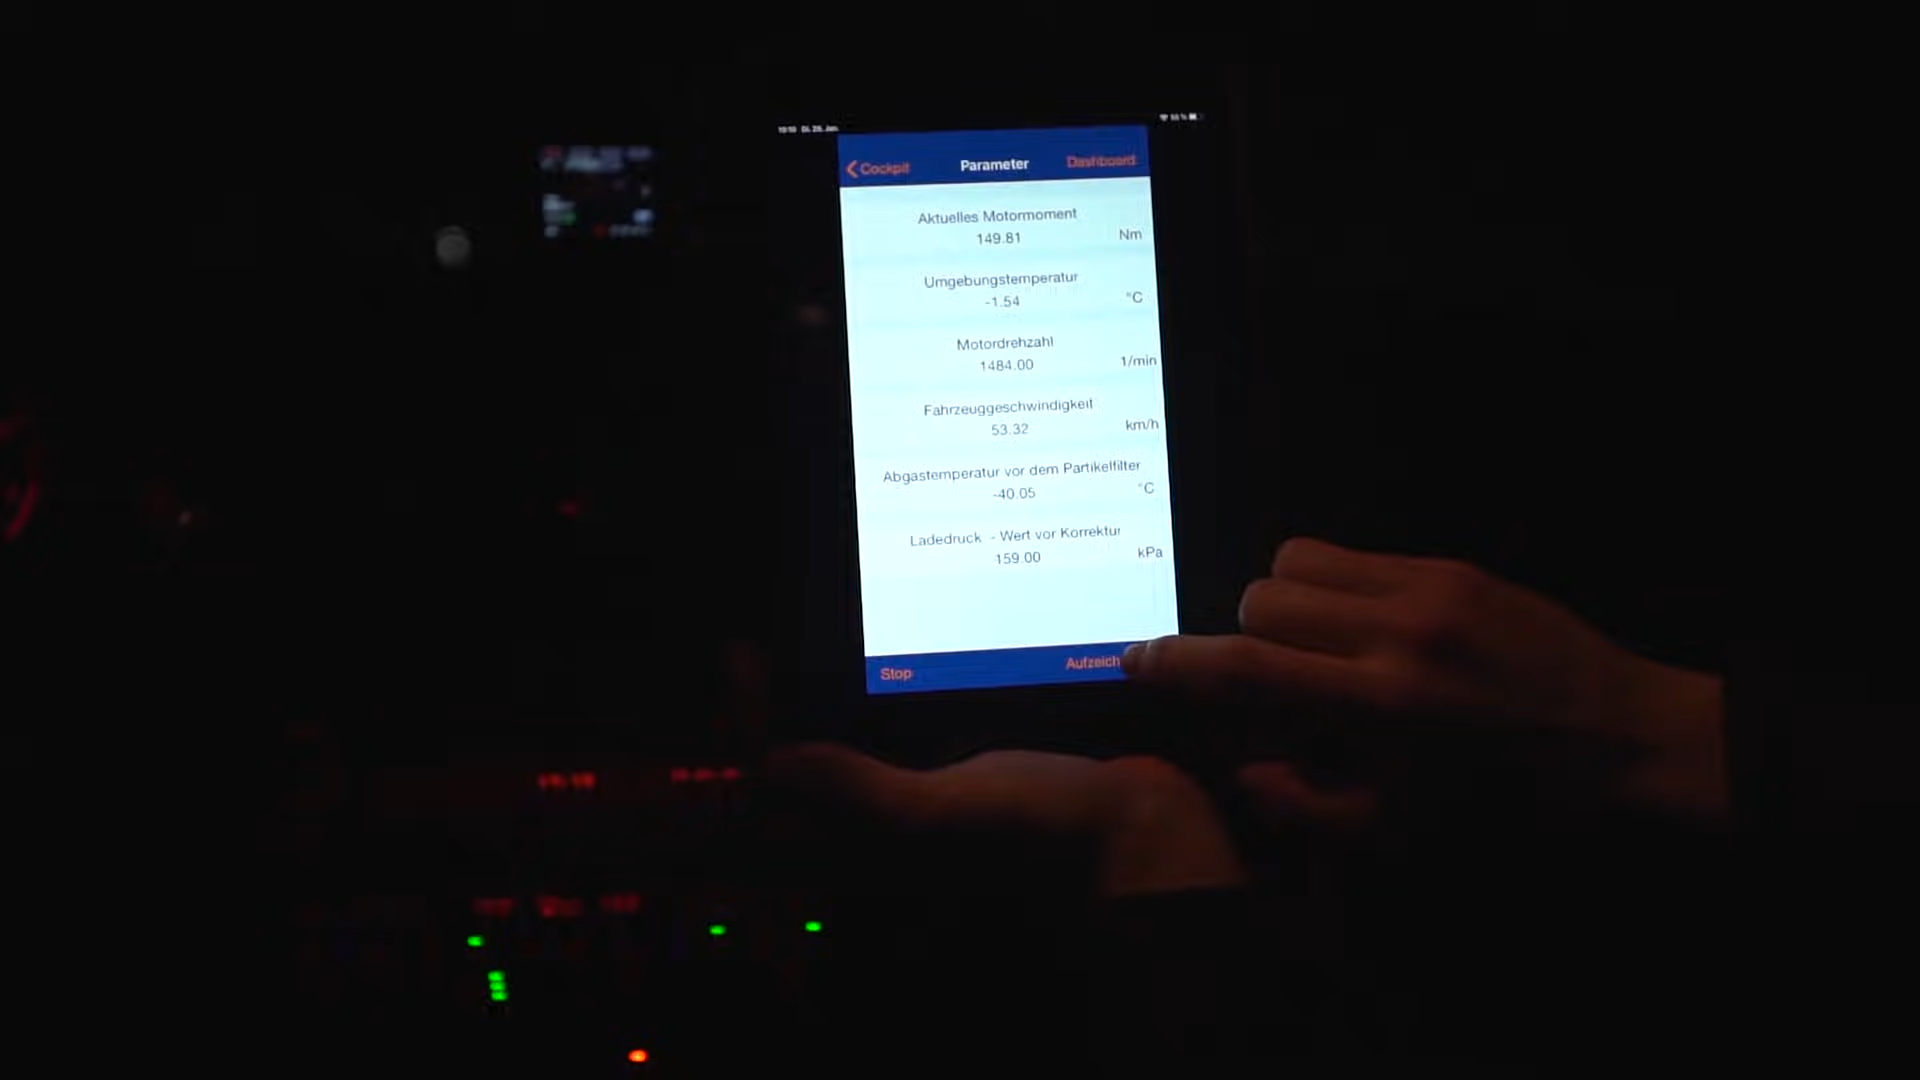 Cockpit Parameter Dashboard
Aktuelles Motormoment
149.81 Nm
Umgebungstemperatur
-1.54 °C
Motordrehzahl
1484.00 1/min
Fahrzeuggeschwindigkeit
53.32 km/h
Abgastemperatur vor dem Partikelfilter
-40.05 °C
Ladedruck - Wert vor Korrektur
159.00 kPa
Stop Aufzeich